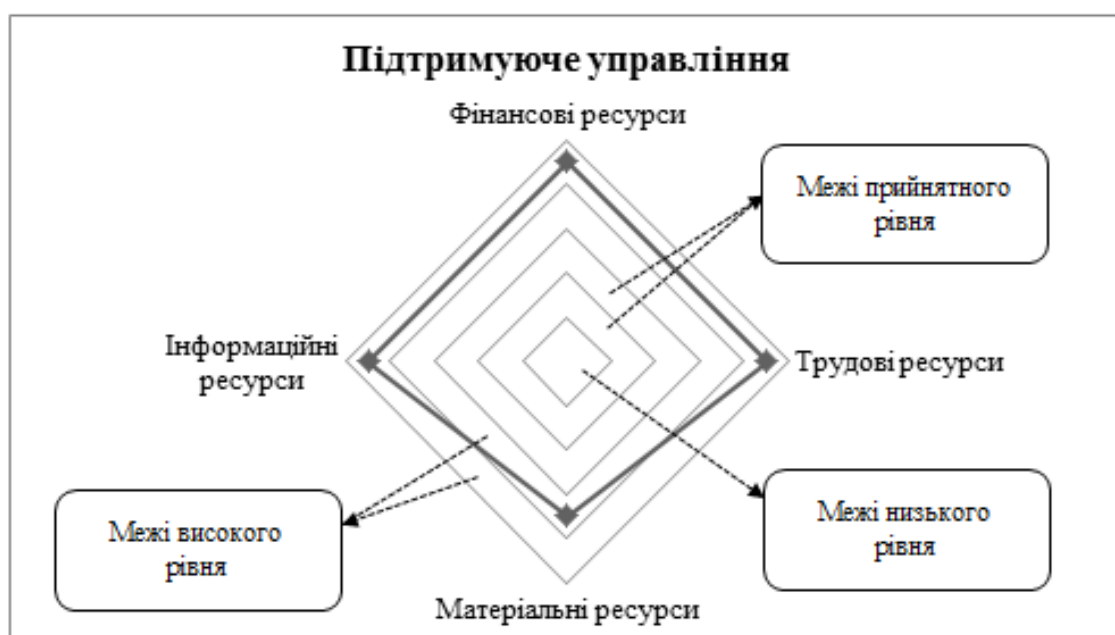 Підтримуюче управління
Фінансові ресурси
Межі прийнятного
рівня
Інформаційні
ресурси
Трудові ресурси
Межі високого
рівня
Межі низького
рівня
Матеріальні ресурси